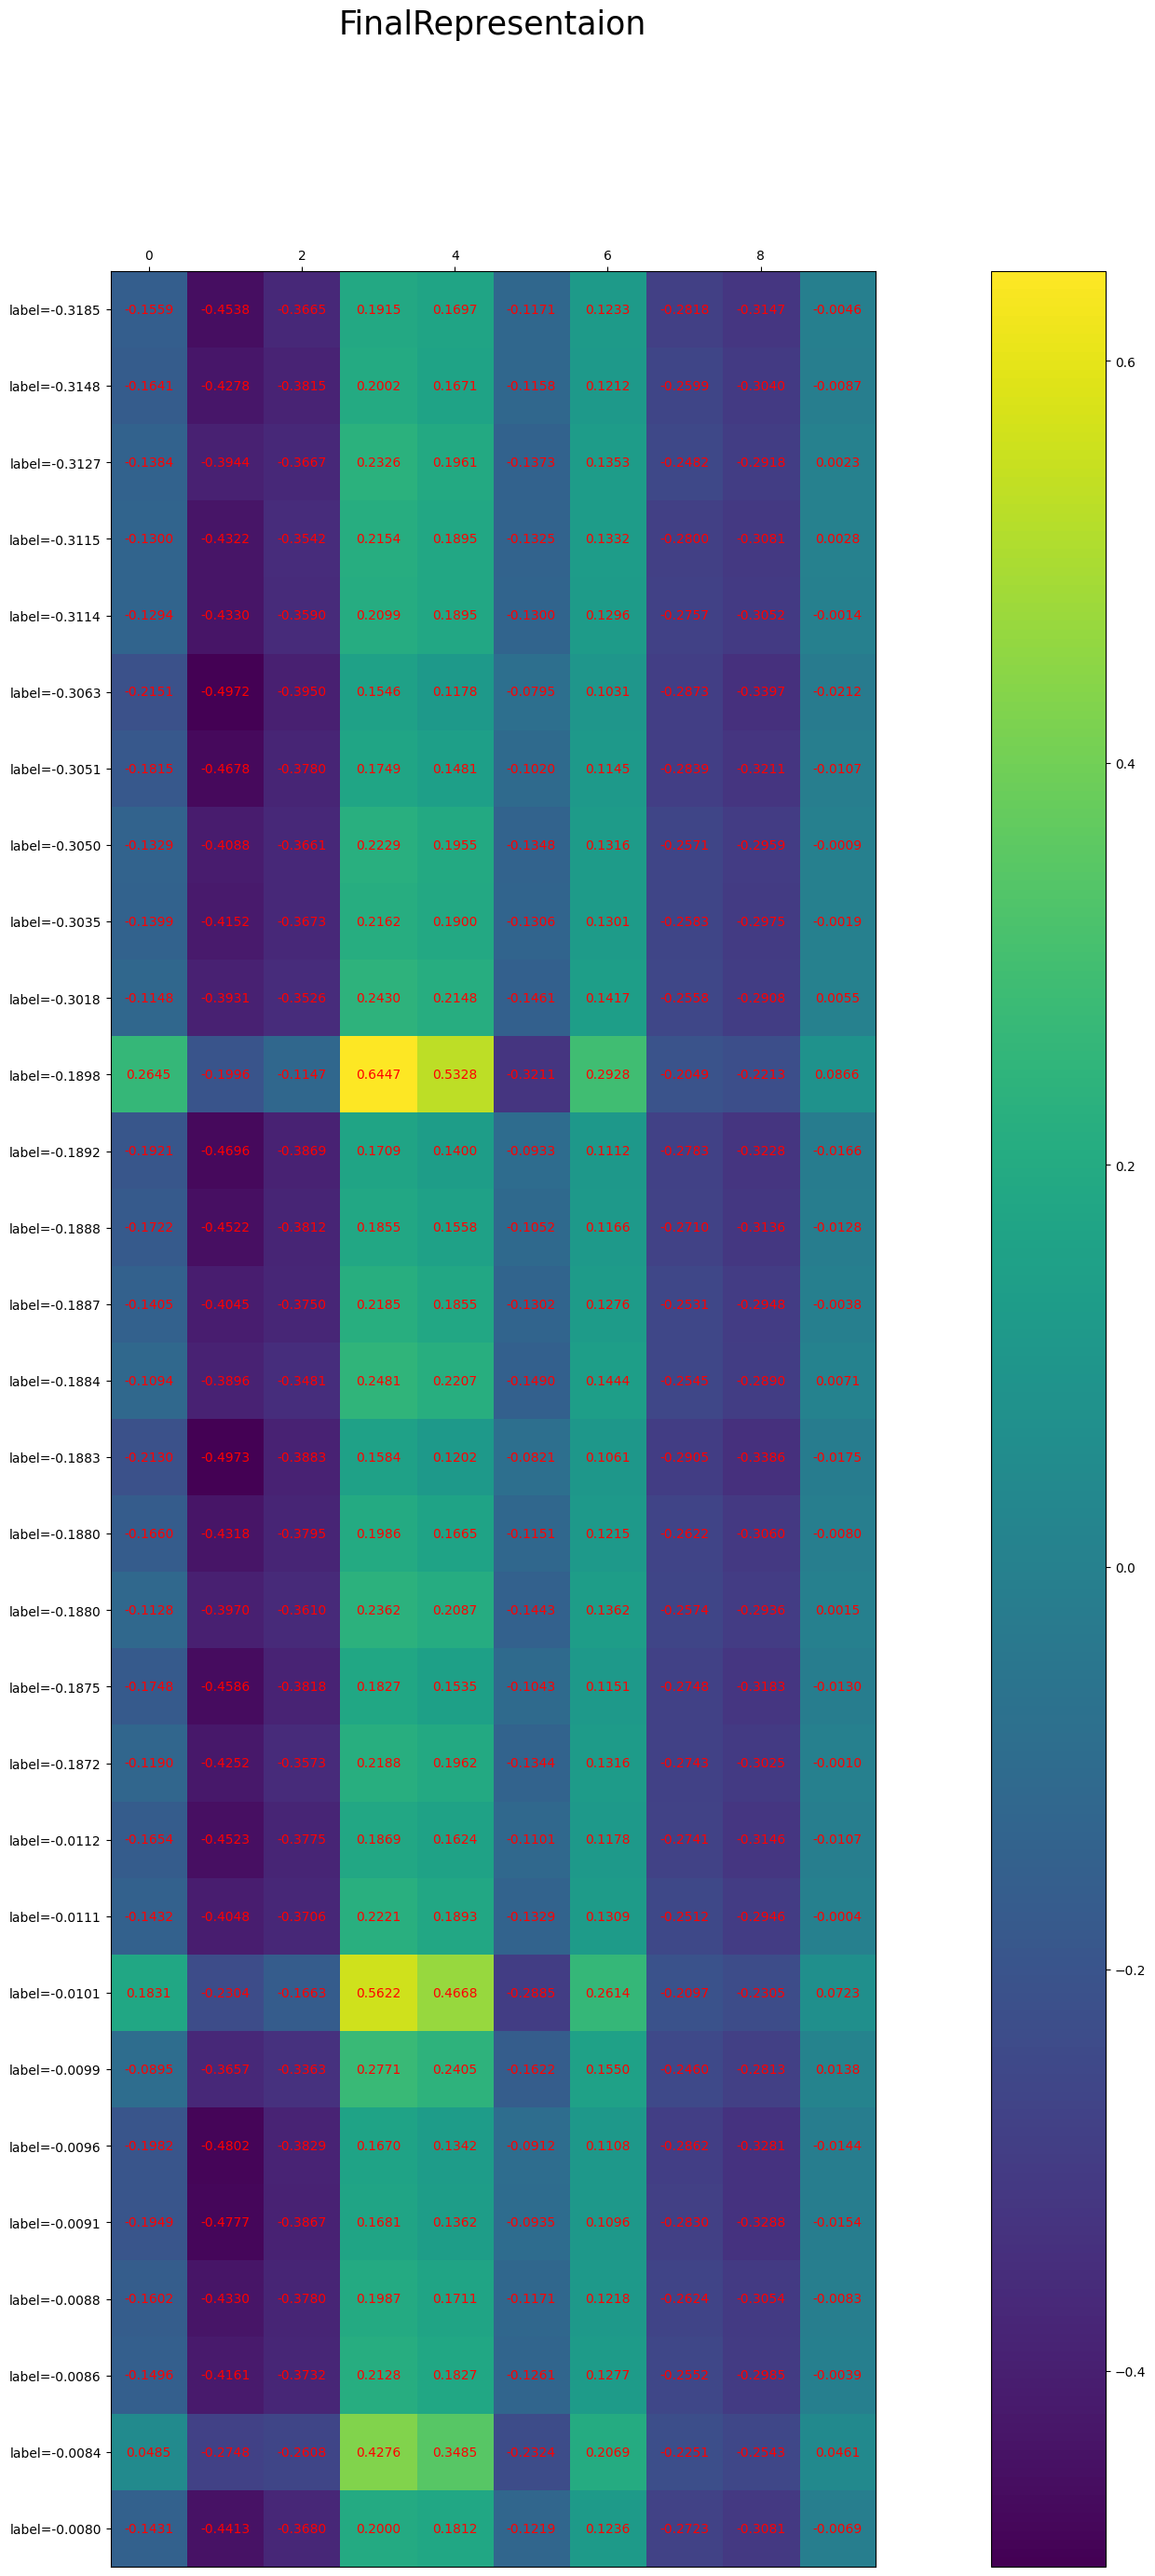 FinalRepresentaion
0 2 4 6 8
label=-0.3185 -0.1559 -0.4538 -0.3665 0.1915 0.1697 -0.1171 0.1233 -0.2818 -0.3147 -0.0046
label=-0.3148 -0.1641 -0.4278 -0.3815 0.2002 0.1671 -0.1158 0.1212 -0.2599 -0.3040 -0.0087
label=-0.3127 -0.1384 -0.3944 -0.3667 0.2326 0.1961 -0.1373 0.1353 -0.2482 -0.2918 0.0023
label=-0.3115 -0.1300 -0.4322 -0.3542 0.2154 0.1895 -0.1325 0.1332 -0.3081 0.0028
label=-0.3114 -0.1294 -0.4330 -0.3590 0.2099 0.1895 -0.1300 0.1296 -0.2757 -0.3052 -0.0014
label=-0.3063 -0.2151 -0.4972 -0.3950 0.1546 0.1178 -0.0795 0.1031 -0.2873 -0.3397 -0.0212
label=-0.3051 -0.1815 -0.4678 -0.3780 0.1749 0.1481 -0.1020 0.1145 -0.2839 -0.3211 -0.0107
label=-0.3050 -0.1329 -0.4088 -0.3661 0.2229 0.1955 -0.1348 0.1316 -0.2571 -0.2959 -0.0009
label=-0.3035 -0.1399 -0.4152 -0.3673 0.2162 0.1900 -0.1306 0.1301 -0.2583 -0.2975 -0.0019
label=-0.3018 -0.1148 -0.3931 -0.3526 0.2430 0.2148 -0.1461 0.1417 -0.2558 -0.2908 0.0055
label=-0.1898 0.2645 -0.1996 -0.1147 0.6447 0.5328 -0.3211 0.2928 -0.2049 -0.2213 0.0866
label=-0.1892 -0.1921 -0.4696 -0.3869 0.1709 0.1400 -0.0933 0.1112 -0.2783 -0.3228 -0.0166
label=-0.1888 -0.1722 -0.4522 -0.3812 0.1855 0.1558 -0.1052 0.1166 -0.2710 -0.3136 -0.0128
label=-0.1887 -0.1405 -0.4045 -0.3750 0.2185 0.1855 -0.1302 0.1276 -0.2531 -0.2948 -0.0038
label=-0.1884 -0.1094 -0.3896 -0.3481 0.2481 0.2207 -0.1490 0.1444 -0.2545 -0.2890 0.0071
label=-0.1883 -0.2130 -0.4973 -0.3883 0.1584 0.1202 -0.0821 0.1061 -0.2905 -0.3386 -0.0175
label=-0.1880 -0.1660 -0.4318 -0.3795 0.1986 0.1665 -0.1151 0.1215 -0.2622 -0.3060 -0.0080
label=-0.1880 -0.1128 -0.3970 -0.3610 0.2362 0.2087 -0.1443 0.1362 -0.2574 -0.2936 0.0015
label=-0.1875 -0.1748 -0.4586 -0.3818 0.1827 0.1535 -0.1043 0.1151 -0.3183 -0.0130
label=-0.1872 -0.1190 -0.4252 -0.3573 0.2188 0.1962 -0.1344 0.1316 -0.2743 -0.3025 -0.0010
label=-0.0112 -0.1654 -0.4523 -0.3775 0.1869 0.1624 -0.1101 0.1178 -0.2741 -0.3146 -0.0107
label=-0.0111 -0.1432 -0.4048 -0.3706 0.2221 0.1893 -0.1329 0.1309 -0.2512 -0.2946 -0.0004
label=-0.0101 0.1831 -0.2304 -0.1663 0.5622 0.4668 -0.2885 0.2614 -0.2097 -0.2305 0.0723
label=-0.0099 -0.0895 -0.3657 -0.3363 0.2771 0.2405 -0.1622 0.1550 -0.2460 -0.2813 0.0138
label=-0.0096 -0.1982 -0.4802 -0.3829 0.1670 0.1342 -0.0912 0.1108 -0.2862 -0.3281 -0.0144
label=-0.0091 -0.1949 -0.4777 -0.3867 0.1681 0.1362 -0.0935 0.1096 -0.2830 -0.3288 -0.0154
label=-0.0088 -0.1602 -0.4330 -0.3780 0.1987 0.1711 -0.1171 0.1218 -0.2624 -0.3054 -0.0083
label=-0.0086 -0.1496 -0.4161 -0.3732 0.2128 0.1827 -0.1261 0.1277 -0.2552 -0.2985 -0.0039
label=-0.0084 0.0485 -0.2748 -0.2608 0.4276 0.3485 -0.2324 0.2069 -0.2251 -0.2543 0.0461
label=-0.0080 -0.1431 -0.4413 -0.3680 0.2000 0.1812 -0.1219 0.1236 -0.2723 -0.3081 -0.0069
0.6
0.4
0.2
0.0
−0.2
−0.4